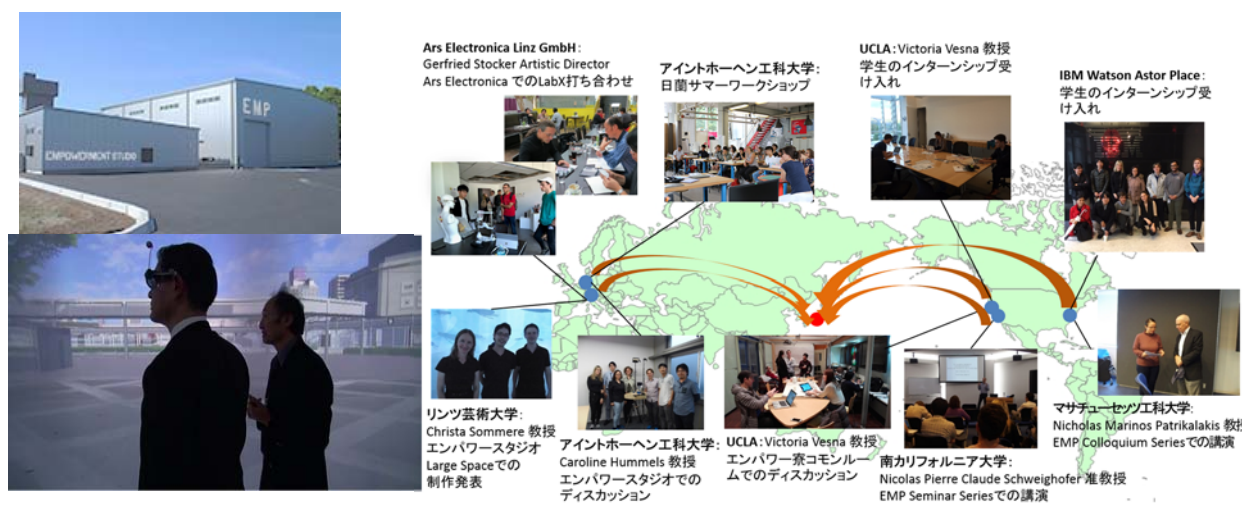 EMP
EMPOWERMENT STUDIO
Ars Electronica Linz GmbH:
Gerfried Stocker Artistic Director
Ars Electronica でのLabX打ち合わせ
アイントホーヘン工科大学:
日蘭サマーワークショップ
UCLA:Victoria Vesna 教授
学生のインターンシップ受
け入れ
IBM Watson Astor Place:
学生のインターンシップ受
け入れ
リンツ芸術大学:
Christa Sommere 教授
エンパワースタジオ
Large Spaceでの
制作発表
アイントホーヘン工科大学:
Caroline Hummels 教授
エンパワースタジオでの
ディスカッション
UCLA:Victoria Vesna 教授
エンパワー寮コモンルー
ムでのディスカッション
南カリフォルニア大学:
Nicolas Pierre Claude Schweighofer 准教授
EMP Seminar Seriesでの講演
マサチューセッツ工科大学:
Nicholas Marinos Patrikalakis 教授
EMP Colloquium Seriesでの講演